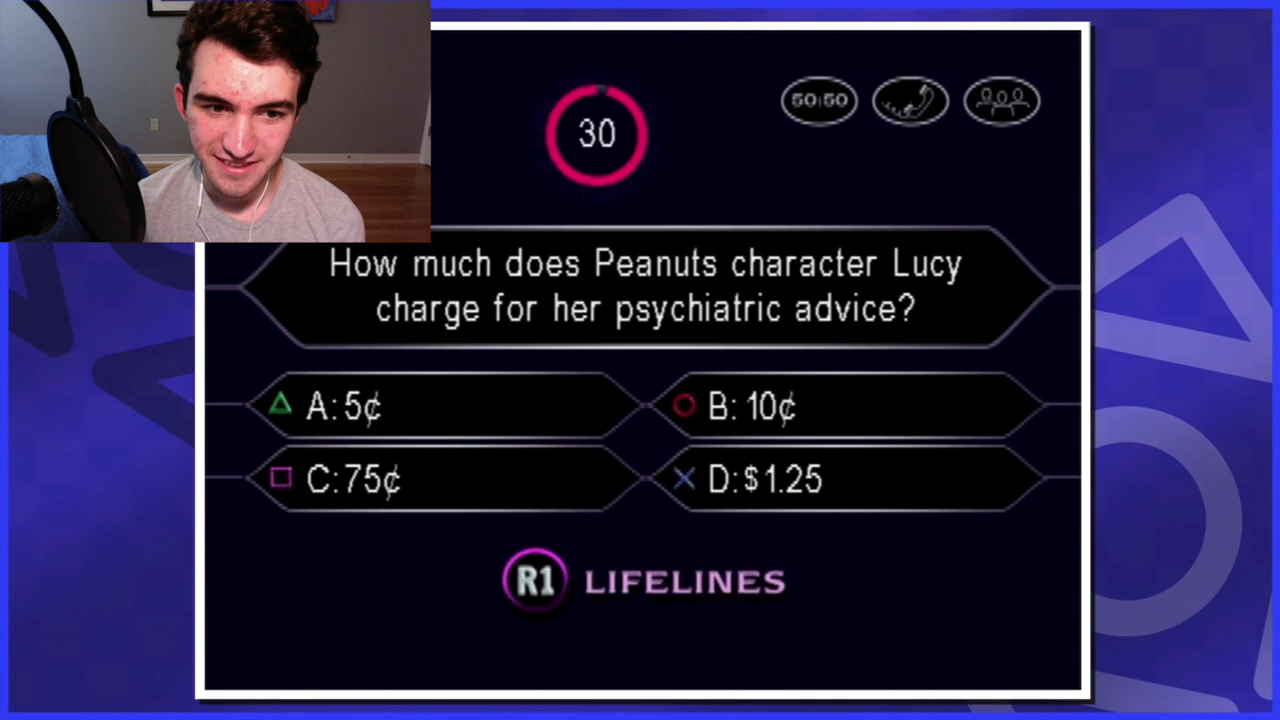 30
50:50
How much does Peanuts character Lucy
charge for her psychiatric advice?
A: 5¢
B: 10¢
C: 75¢
D: $1.25
R1 LIFELINES